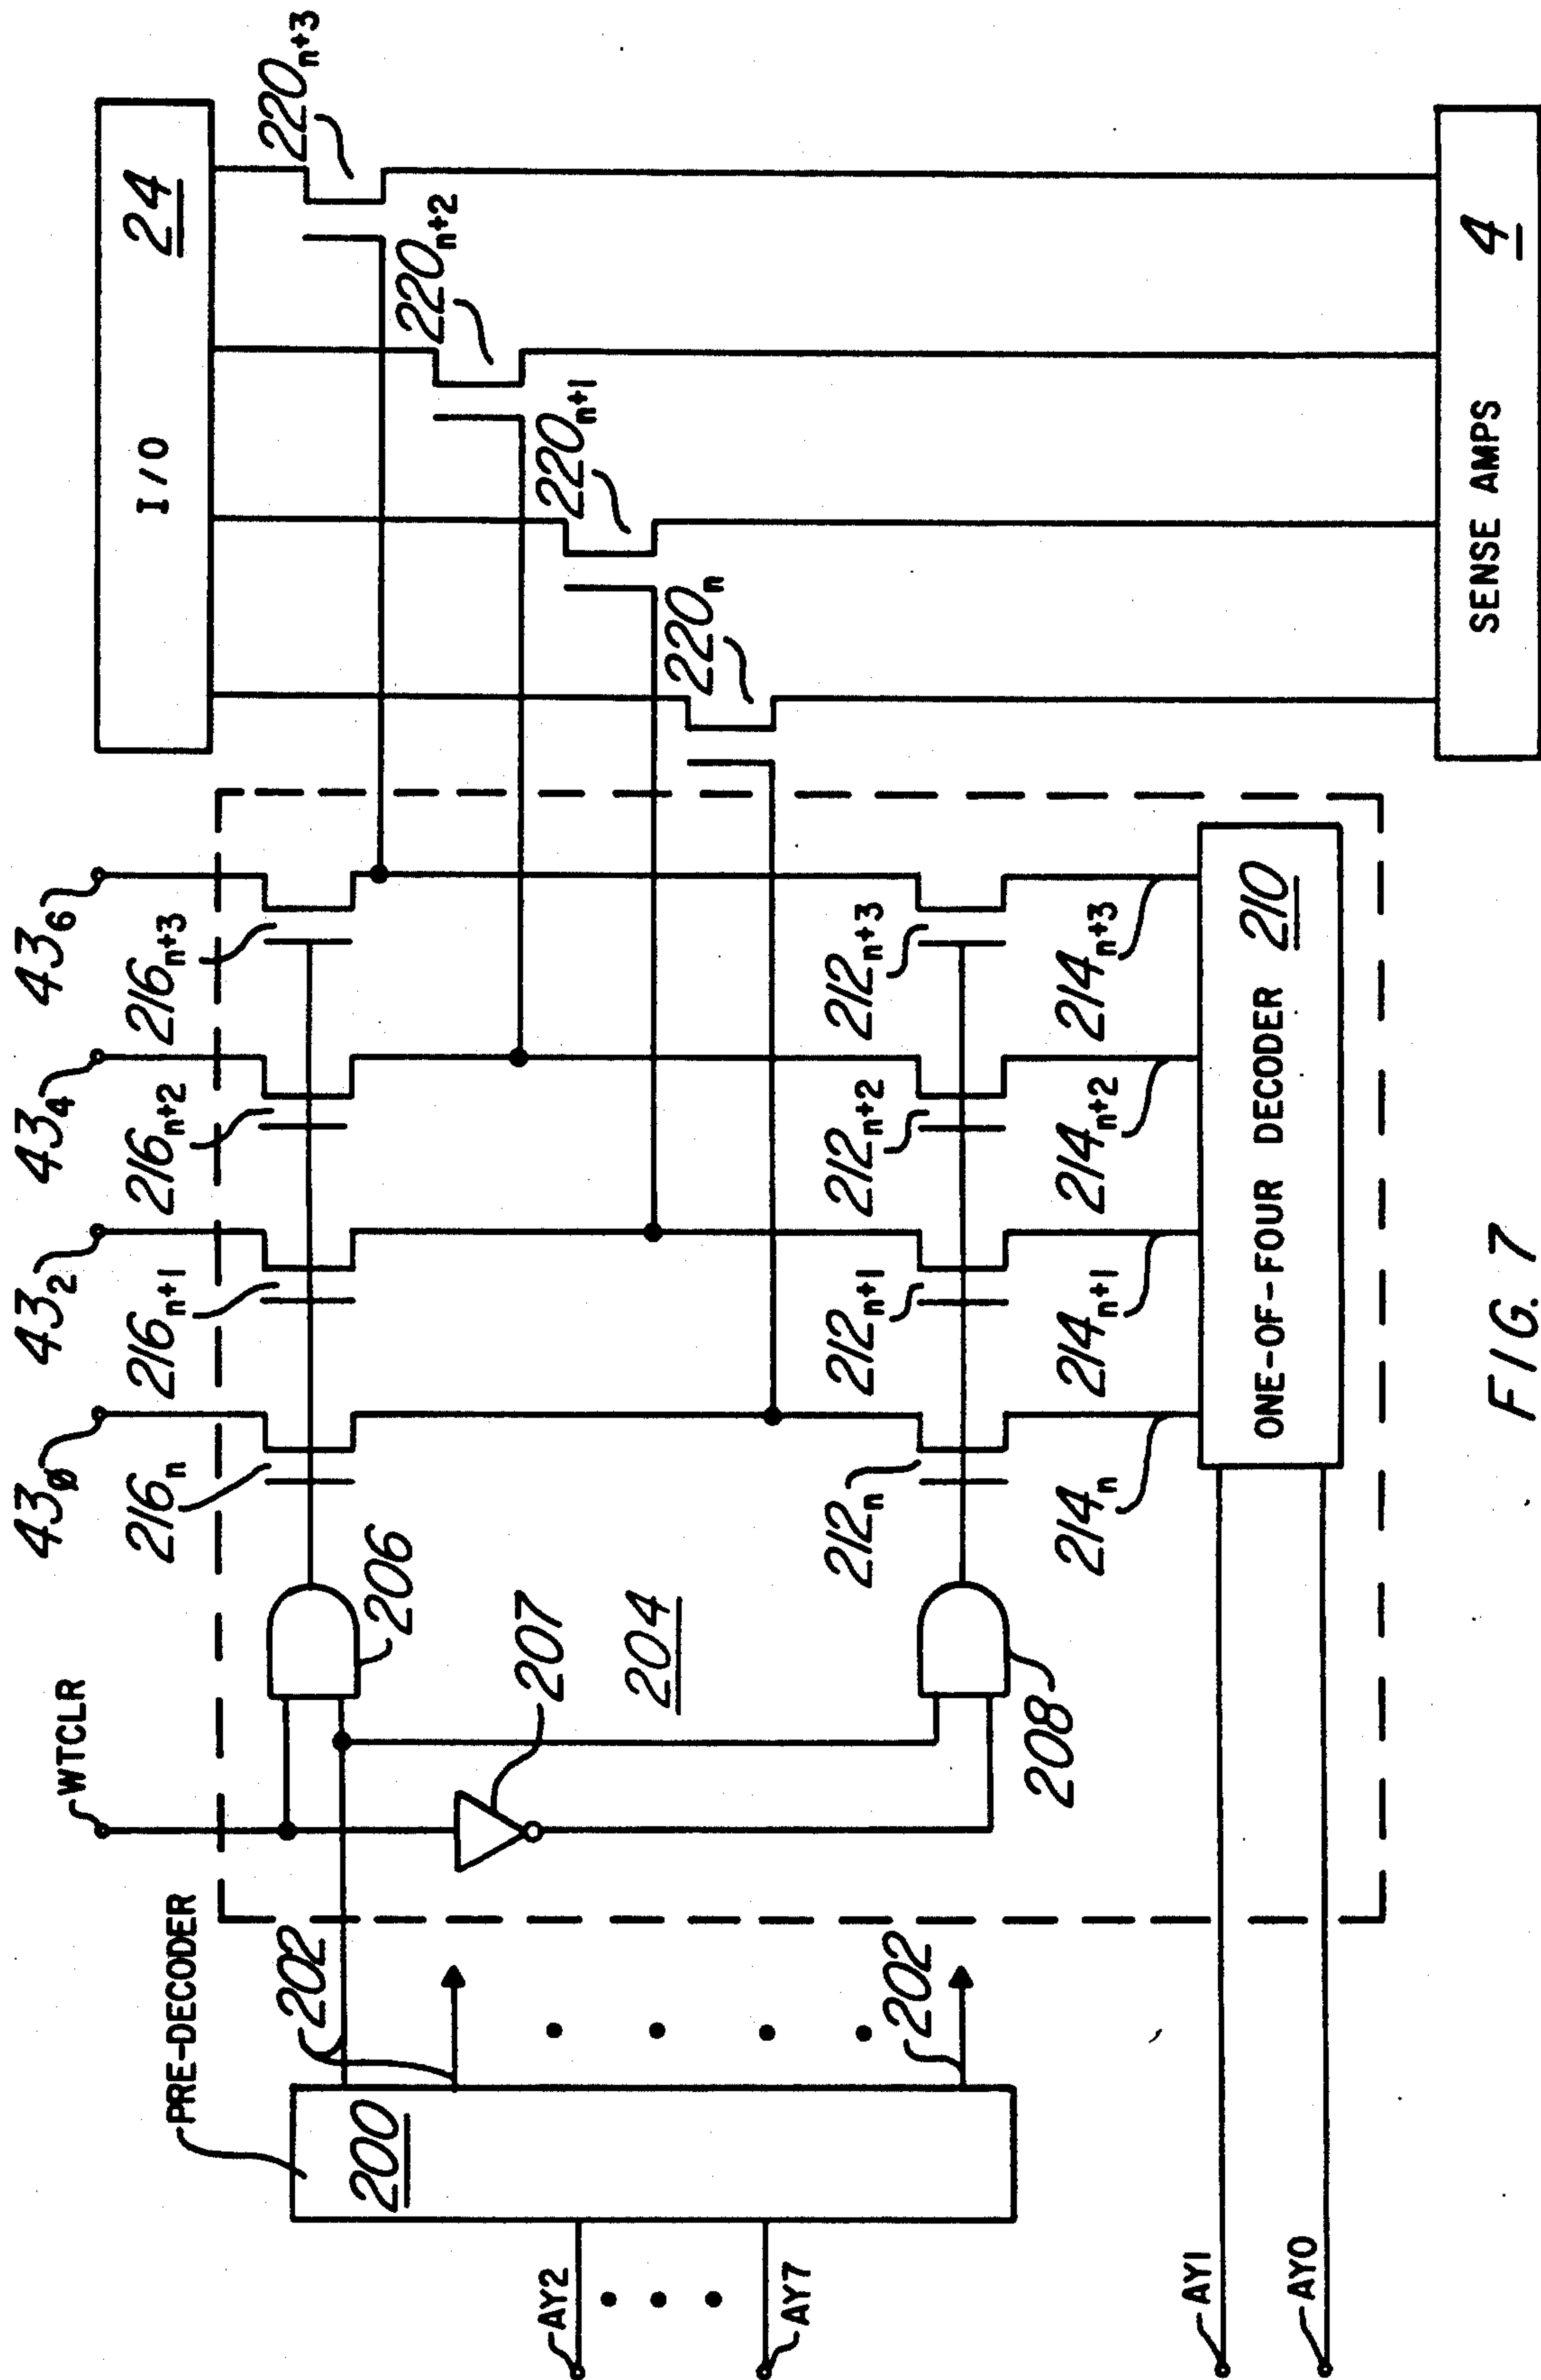 43∅ 43₂ 43₄ 43₆
WTCLR
PRE-DECODER
216ₙ 216ₙ₊₁ 216ₙ₊₂ 216ₙ₊₃
I/O 24
220ₙ₊₃
202
206
200
220ₙ₊₂
207
220ₙ₊₁
AY2
204
220ₙ
AY7
202
212ₙ 212ₙ₊₁ 212ₙ₊₂ 212ₙ₊₃
208
214ₙ 214ₙ₊₁ 214ₙ₊₂ 214ₙ₊₃
AY1
ONE-OF-FOUR DECODER 210
AY0
SENSE AMPS 4
FIG. 7